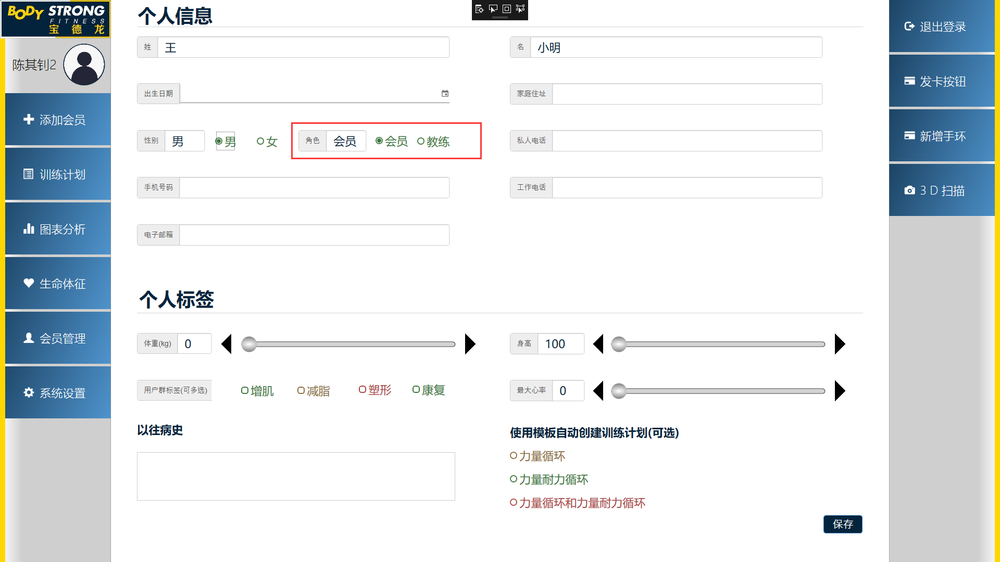 BODY STRONG
FITNESS
宝德龙
陈其钊2
添加会员
训练计划
图表分析
生命体征
会员管理
系统设置
个人信息
姓 王
名 小明
出生日期
家庭住址
性别 男 男 女 角色 会员 会员 教练
私人电话
手机号码
工作电话
电子邮箱
个人标签
体重(kg) 0
身高 100
用户群标签(可多选) 增肌 减脂 塑形 康复
最大心率 0
以往病史
使用模板自动创建训练计划(可选)
力量循环
力量耐力循环
力量循环和力量耐力循环
保存
退出登录
发卡按钮
新增手环
3 D 扫描